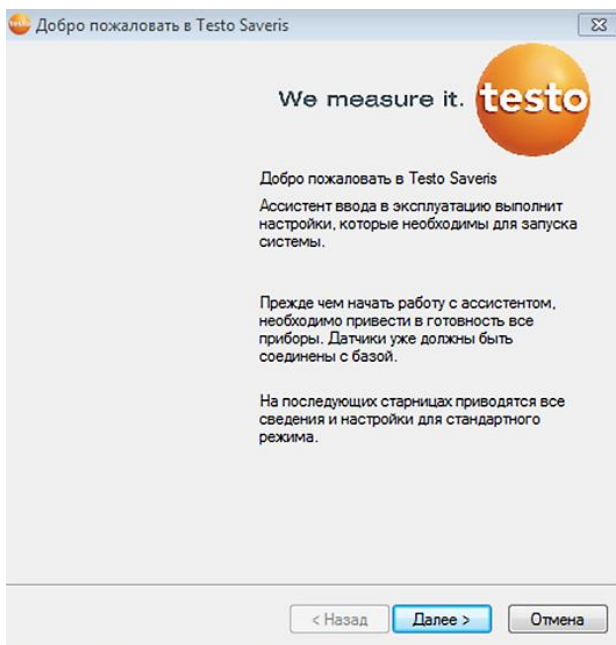 Добро пожаловать в Testo Saveris
We measure it. testo
Добро пожаловать в Testo Saveris
Ассистент ввода в эксплуатацию выполнит
настройки, которые необходимы для запуска
системы.
Прежде чем начать работу с ассистентом,
необходимо привести в готовность все
приборы. Датчики уже должны быть
соединены с базой.
На последующих старницах приводятся все
сведения и настройки для стандартного
режима.
< Назад Далее > Отмена